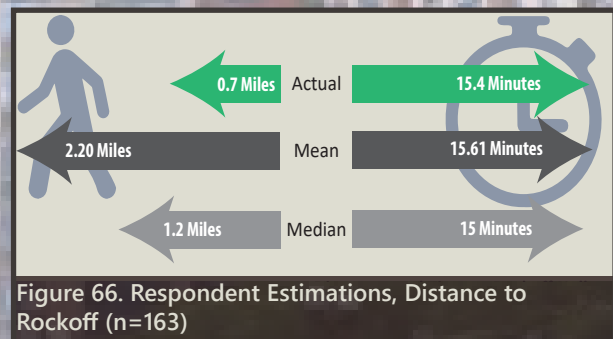 0.7 Miles Actual 15.4 Minutes
2.20 Miles Mean 15.61 Minutes
1.2 Miles Median 15 Minutes
Figure 66. Respondent Estimations, Distance to
Rockoff (n=163)